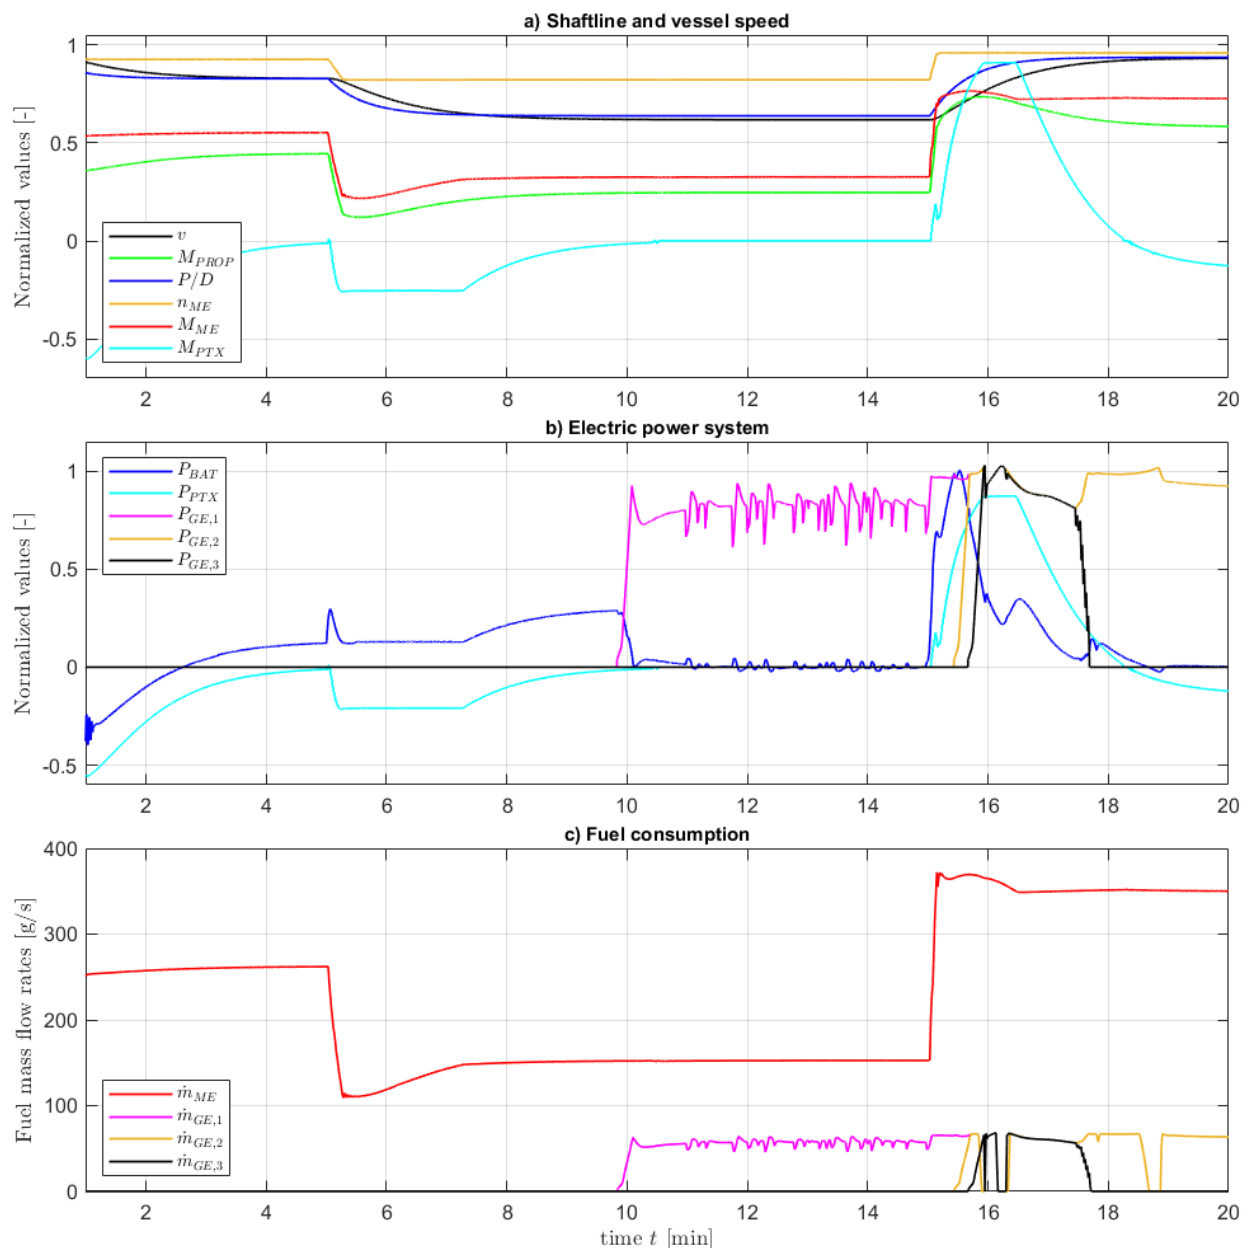 a) Shaftline and vessel speed
Normalized values [-]
1
0.5
0
-0.5
v
M_PROP
P/D
n_ME
M_ME
M_PTX
2 4 6 8 10 12 14 16 18 20
b) Electric power system
Normalized values [-]
1
0.5
0
-0.5
P_BAT
P_PTX
P_GE,1
P_GE,2
P_GE,3
2 4 6 8 10 12 14 16 18 20
c) Fuel consumption
Fuel mass flow rates [g/s]
400
300
200
100
0
ṁ_ME
ṁ_GE,1
ṁ_GE,2
ṁ_GE,3
2 4 6 8 10 12 14 16 18 20
time t [min]